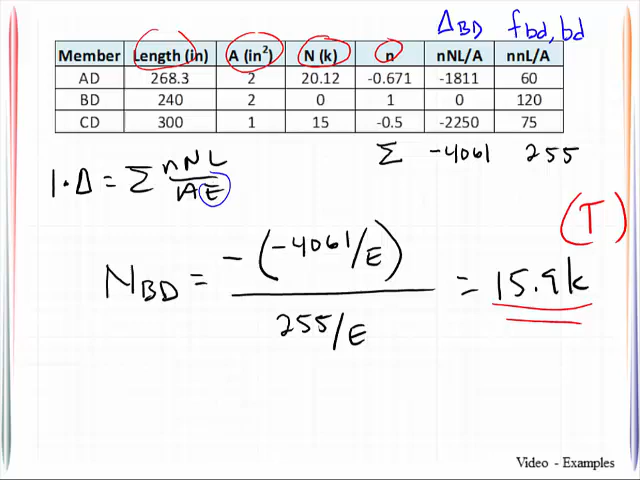 Δ_BD  f_bd,bd
Member Length (in) A (in²) N (k) n nNL/A nnL/A
AD 268.3 2 20.12 -0.671 -1811 60
BD 240 2 0 1 0 120
CD 300 1 15 -0.5 -2250 75
Σ -4061 255
1·Δ = Σ nNL/AE
(T)
N_BD = -(-4061/E) / 255/E = 15.9k
Video - Examples